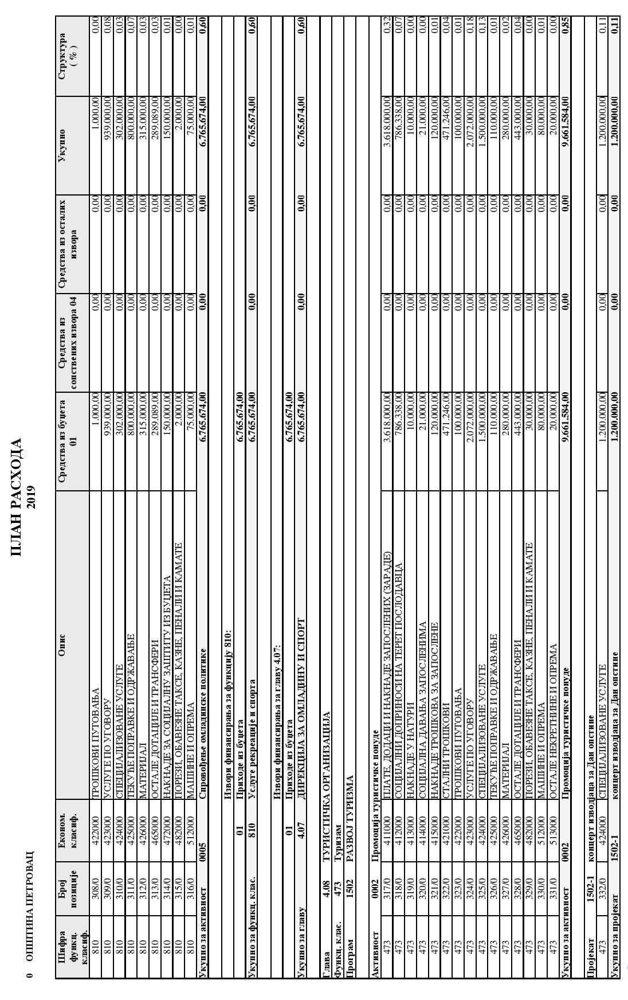 ПЛАН РАСХОДА
2019
0 ОПШТИНА ПЕТРОВАЦ
Шифра функц. класиф. Број позиције Економ. класиф. Опис Средства из буџета 01 Средства из сопствених извора 04 Средства из осталих извора Укупно Структура ( % )
810 308/0 422000 ТРОШКОВИ ПУТОВАЊА 1.000,00 0,00 0,00 1.000,00 0,00
810 309/0 423000 УСЛУГЕ ПО УГОВОРУ 939.000,00 0,00 0,00 939.000,00 0,08
810 310/0 424000 СПЕЦИЈАЛИЗОВАНЕ УСЛУГЕ 302.000,00 0,00 0,00 302.000,00 0,03
810 311/0 425000 ТЕКУЋЕ ПОПРАВКЕ И ОДРЖАВАЊЕ 800.000,00 0,00 0,00 800.000,00 0,07
810 312/0 426000 МАТЕРИЈАЛ 315.000,00 0,00 0,00 315.000,00 0,03
810 313/0 465000 ОСТАЛЕ ДОТАЦИЈЕ И ТРАНСФЕРИ 289.089,00 0,00 0,00 289.089,00 0,03
810 314/0 472000 НАКНАДЕ ЗА СОЦИЈАЛНУ ЗАШТИТУ ИЗ БУЏЕТА 150.000,00 0,00 0,00 150.000,00 0,01
810 315/0 482000 ПОРЕЗИ, ОБАВЕЗНЕ ТАКСЕ, КАЗНЕ, ПЕНАЛИ И КАМАТЕ 2.000,00 0,00 0,00 2.000,00 0,00
810 316/0 512000 МАШИНЕ И ОПРЕМА 75.000,00 0,00 0,00 75.000,00 0,01
Укупно за активност 0005 Спровођење омладинске политике 6.765.674,00 0,00 0,00 6.765.674,00 0,60
Извори финансирања за функцију 810:
01 Приходе из буџета 6.765.674,00
Укупно за функц. клас. 810 Услуге рекреације и спорта 6.765.674,00 0,00 0,00 6.765.674,00 0,60
Извори финансирања за главу 4.07:
01 Приходе из буџета 6.765.674,00
Укупно за главу 4.07 ДИРЕКЦИЈА ЗА ОМЛАДИНУ И СПОРТ 6.765.674,00 0,00 0,00 6.765.674,00 0,60
Глава 4.08 ТУРИСТИЧКА ОРГАНИЗАЦИЈА
Функц. клас. 473 Туризам
Програм 1502 РАЗВОЈ ТУРИЗМА
Активност 0002 Промоција туристичке понуде
473 317/0 411000 ПЛАТЕ, ДОДАЦИ И НАКНАДЕ ЗАПОСЛЕНИХ (ЗАРАДЕ) 3.618.000,00 0,00 0,00 3.618.000,00 0,32
473 318/0 412000 СОЦИЈАЛНИ ДОПРИНОСИ НА ТЕРЕТ ПОСЛОДАВЦА 786.338,00 0,00 0,00 786.338,00 0,07
473 319/0 413000 НАКНАДЕ У НАТУРИ 10.000,00 0,00 0,00 10.000,00 0,00
473 320/0 414000 СОЦИЈАЛНА ДАВАЊА ЗАПОСЛЕНИМА 21.000,00 0,00 0,00 21.000,00 0,00
473 321/0 415000 НАКНАДЕ ТРОШКОВА ЗА ЗАПОСЛЕНЕ 120.000,00 0,00 0,00 120.000,00 0,01
473 322/0 421000 СТАЛНИ ТРОШКОВИ 471.246,00 0,00 0,00 471.246,00 0,04
473 323/0 422000 ТРОШКОВИ ПУТОВАЊА 100.000,00 0,00 0,00 100.000,00 0,01
473 324/0 423000 УСЛУГЕ ПО УГОВОРУ 2.072.000,00 0,00 0,00 2.072.000,00 0,18
473 325/0 424000 СПЕЦИЈАЛИЗОВАНЕ УСЛУГЕ 1.500.000,00 0,00 0,00 1.500.000,00 0,13
473 326/0 425000 ТЕКУЋЕ ПОПРАВКЕ И ОДРЖАВАЊЕ 110.000,00 0,00 0,00 110.000,00 0,01
473 327/0 426000 МАТЕРИЈАЛ 280.000,00 0,00 0,00 280.000,00 0,02
473 328/0 465000 ОСТАЛЕ ДОТАЦИЈЕ И ТРАНСФЕРИ 443.000,00 0,00 0,00 443.000,00 0,04
473 329/0 482000 ПОРЕЗИ, ОБАВЕЗНЕ ТАКСЕ, КАЗНЕ, ПЕНАЛИ И КАМАТЕ 30.000,00 0,00 0,00 30.000,00 0,00
473 330/0 512000 МАШИНЕ И ОПРЕМА 80.000,00 0,00 0,00 80.000,00 0,01
473 331/0 513000 ОСТАЛЕ НЕКРЕТНИНЕ И ОПРЕМА 20.000,00 0,00 0,00 20.000,00 0,00
Укупно за активност 0002 Промоција туристичке понуде 9.661.584,00 0,00 0,00 9.661.584,00 0,85
Пројекат 1502-1 концерт изводјаца за Дан опстине
473 332/0 424000 СПЕЦИЈАЛИЗОВАНЕ УСЛУГЕ 1.200.000,00 0,00 0,00 1.200.000,00 0,11
Укупно за пројекат 1502-1 концерт изводјаца за Дан опстине 1.200.000,00 0,00 0,00 1.200.000,00 0,11